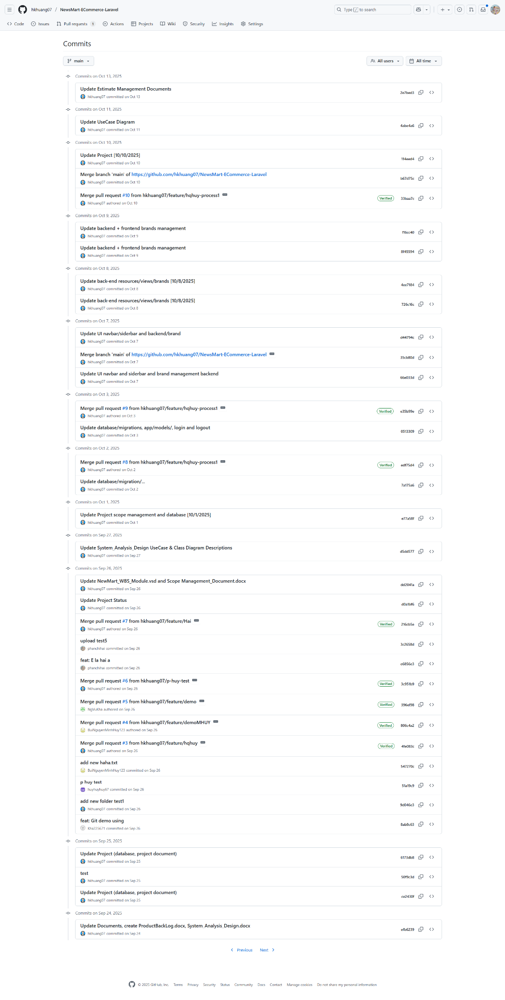 hkhuang07 / NewsMart-ECommerce-Laravel
Type / to search
Code Issues Pull requests 1 Actions Projects Wiki Security Insights Settings
Commits
main All users All time
Commits on Oct 13, 2025
Update Estimate Management Documents
hkhuang07 committed on Oct 13
2e7bed3
Commits on Oct 11, 2025
Update UseCase Diagram
hkhuang07 committed on Oct 11
4abe4a6
Commits on Oct 10, 2025
Update Project [10/10/2025]
hkhuang07 committed on Oct 10
114eed4
Merge branch 'main' of https://github.com/hkhuang07/NewsMart-ECommerce-Laravel
hkhuang07 committed on Oct 10
b67d75c
Merge pull request #10 from hkhuang07/feature/hqhuy-process1
hkhuang07 authored on Oct 10
Verified 33baa7c
Commits on Oct 9, 2025
Update backend + frontend brands management
hkhuang07 committed on Oct 9
f16cc40
Update backend + frontend brands management
hkhuang07 committed on Oct 9
8f45594
Commits on Oct 8, 2025
Update back-end resources/views/brands [10/8/2025]
hkhuang07 committed on Oct 8
4ee7184
Update back-end resources/views/brands [10/8/2025]
hkhuang07 committed on Oct 8
726c16c
Commits on Oct 7, 2025
Update UI navbar/siderbar and backend/brand
hkhuang07 committed on Oct 7
d44794c
Merge branch 'main' of https://github.com/hkhuang07/NewsMart-ECommerce-Laravel
hkhuang07 committed on Oct 7
35cb80d
Update UI navbar and siderbar and brand management backend
hkhuang07 committed on Oct 7
66e033d
Commits on Oct 3, 2025
Merge pull request #9 from hkhuang07/feature/hqhuy-process1
hkhuang07 authored on Oct 3
Verified e35b99e
Update database/migrations, app/models/, login and logout
hkhuang07 committed on Oct 3
0513309
Commits on Oct 2, 2025
Merge pull request #8 from hkhuang07/feature/hqhuy-process1
hkhuang07 authored on Oct 2
Verified edf75d4
Update database/migration/...
hkhuang07 committed on Oct 2
7a175a6
Commits on Oct 1, 2025
Update Project scope management and database [10/1/2025]
hkhuang07 committed on Oct 1
e77a58f
Commits on Sep 27, 2025
Update System_Analysis_Design UseCase & Class Diagram Descriptions
hkhuang07 committed on Sep 27
d5dd577
Commits on Sep 26, 2025
Update NewMart_WBS_Module.vsd and Scope Management_Document.docx
hkhuang07 committed on Sep 26
dd2041a
Update Project Status
hkhuang07 committed on Sep 26
d0a1bf6
Merge pull request #7 from hkhuang07/feature/Hai
hkhuang07 authored on Sep 26
Verified 216cb5e
upload test5
phanchihai committed on Sep 26
3c2658d
feat: E la hai a
phanchihai committed on Sep 26
e6856e3
Merge pull request #6 from hkhuang07/p-huy-test
hkhuang07 authored on Sep 26
Verified 3c951b9
Merge pull request #5 from hkhuang07/feature/demo
NgVuKha authored on Sep 26
Verified 396ef98
Merge pull request #4 from hkhuang07/feature/demoMHUY
BuiNguyenMinhHuy123 authored on Sep 26
Verified 806c4a2
Merge pull request #3 from hkhuang07/feature/hqhuy
hkhuang07 authored on Sep 26
Verified 4fe083c
add new haha.txt
BuiNguyenMinhHuy123 committed on Sep 26
547270c
p huy test
huyhuyhuy67 committed on Sep 26
51a19c9
add new folder test1
hkhuang07 committed on Sep 26
9d046e3
feat: Git demo using
Kha225671 committed on Sep 26
8ab8c63
Commits on Sep 25, 2025
Update Project (database, project document)
hkhuang07 committed on Sep 25
6173db8
test
hkhuang07 committed on Sep 25
50f9c3d
Update Project (database, project document)
hkhuang07 committed on Sep 25
ce2430f
Commits on Sep 24, 2025
Update Documents, create ProductBackLog.docx, System_Analysis_Design.docx
hkhuang07 committed on Sep 24
efb6239
Previous Next
© 2025 GitHub, Inc. Terms Privacy Security Status Community Docs Contact Manage cookies Do not share my personal information